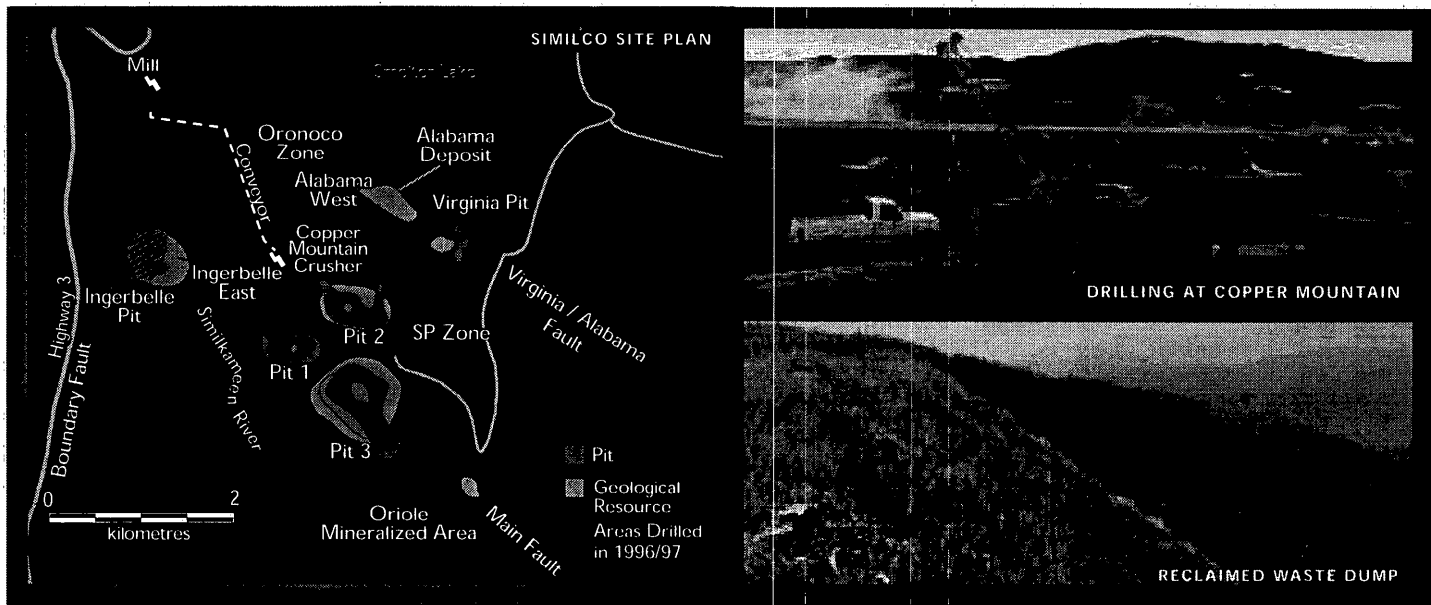 SIMILCO SITE PLAN
Mill
Smelter Lake
Oronoco
Zone
Alabama
Deposit
Conveyor
Alabama
West
Virginia Pit
Copper
Mountain
Crusher
Ingerbelle
East
Ingerbelle
Pit
Highway 3
Boundary Fault
Similkameen River
Pit 2
SP Zone
Virginia / Alabama
Fault
Pit 1
Pit 3
0 2
kilometres
Oriole
Mineralized Area
Main Fault
Pit
Geological
Resource
Areas Drilled
in 1996/97
DRILLING AT COPPER MOUNTAIN
RECLAIMED WASTE DUMP